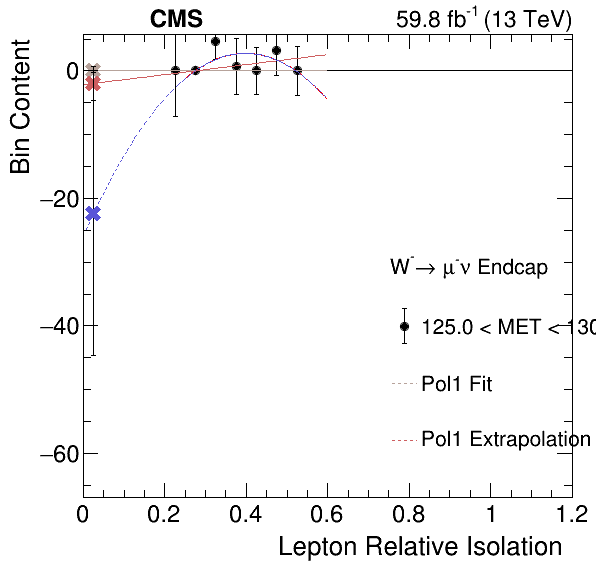 CMS 59.8 fb⁻¹ (13 TeV)
Bin Content
0
−20
−40
−60
W⁻→ μ⁻ν Endcap
125.0 < MET < 130
Pol1 Fit
Pol1 Extrapolation
0 0.2 0.4 0.6 0.8 1 1.2
Lepton Relative Isolation